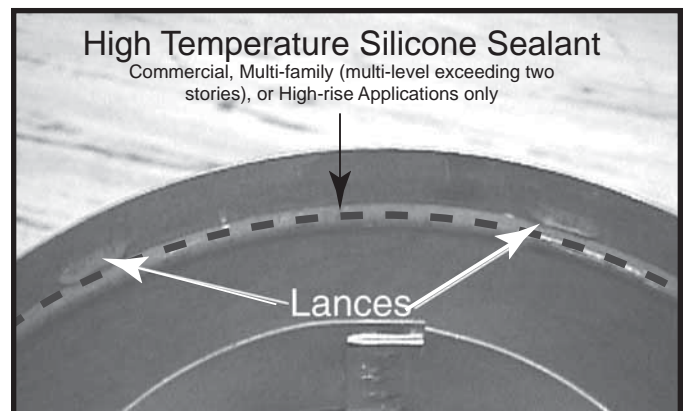 High Temperature Silicone Sealant
Commercial, Multi-family (multi-level exceeding two
stories), or High-rise Applications only
Lances